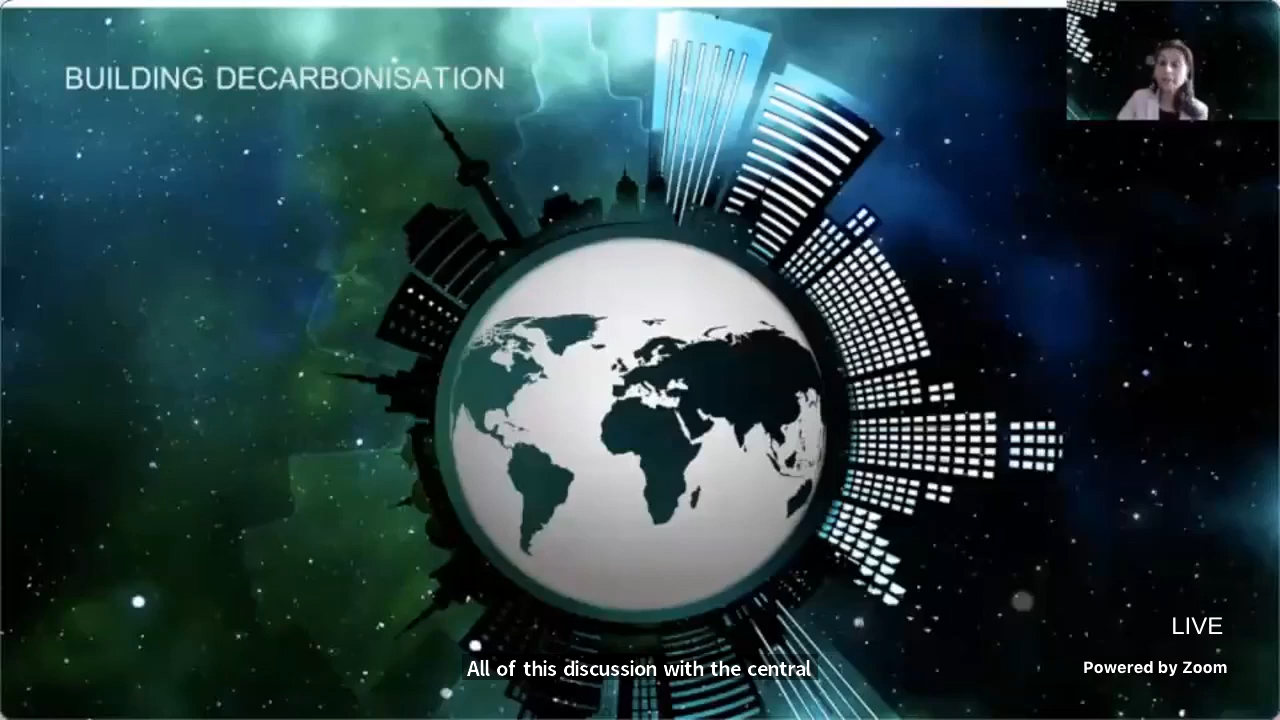 BUILDING DECARBONISATION
LIVE
Powered by Zoom
All of this discussion with the central